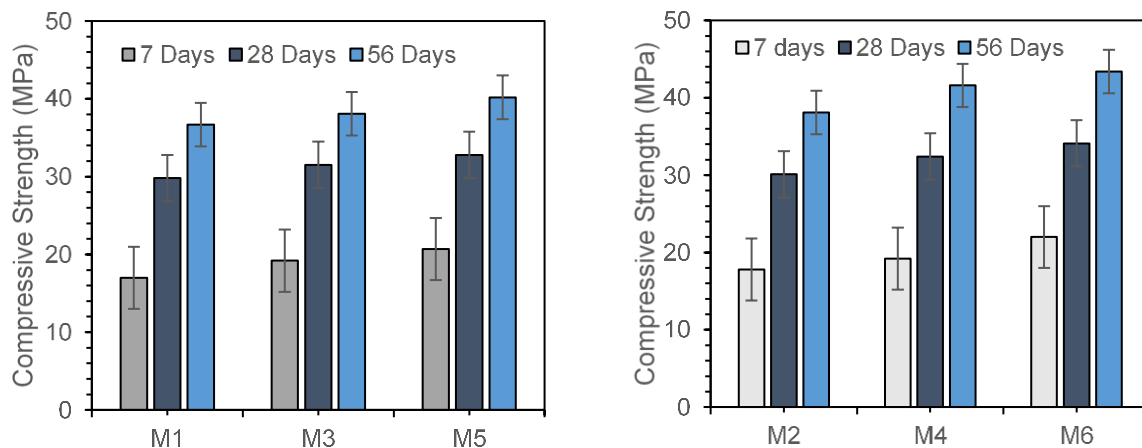 Compressive Strength (MPa)
50
40
30
20
10
0
7 Days 28 Days 56 Days
M1 M3 M5
Compressive Strength (MPa)
50
40
30
20
10
0
7 days 28 Days 56 Days
M2 M4 M6